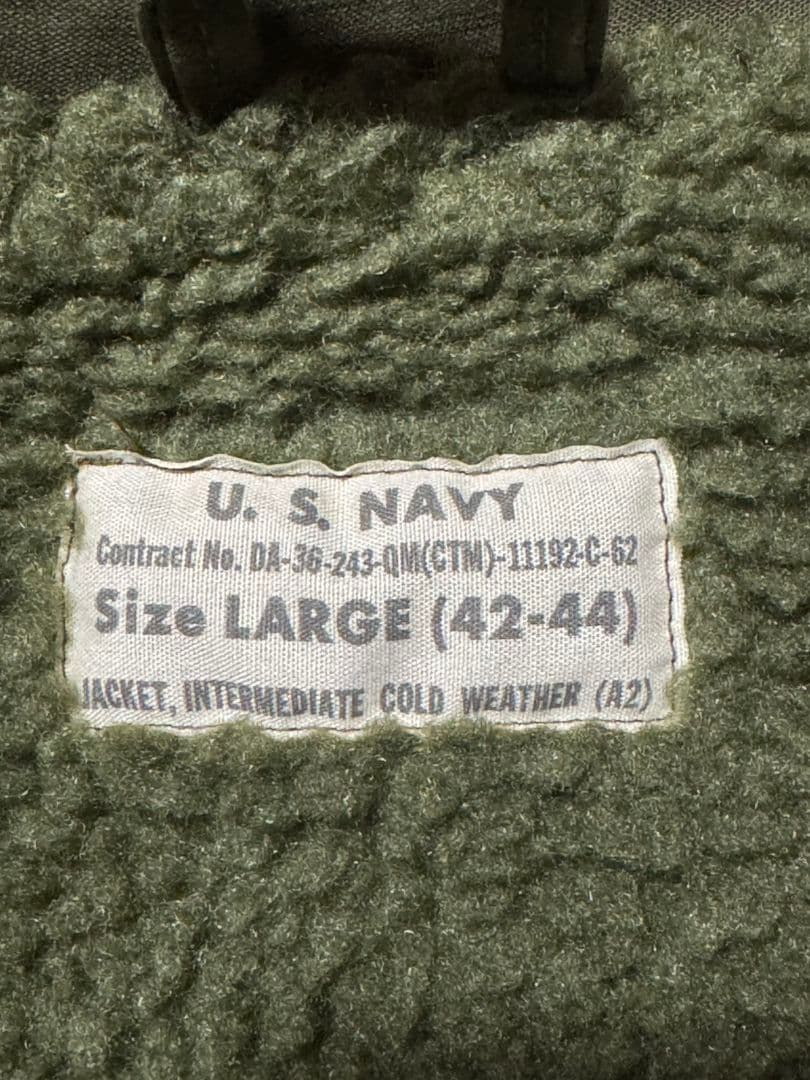 U. S. NAVY
Contract No. DA-36-243-QM(CTM)-11192-C-62
Size LARGE (42-44)
JACKET, INTERMEDIATE COLD WEATHER (A2)